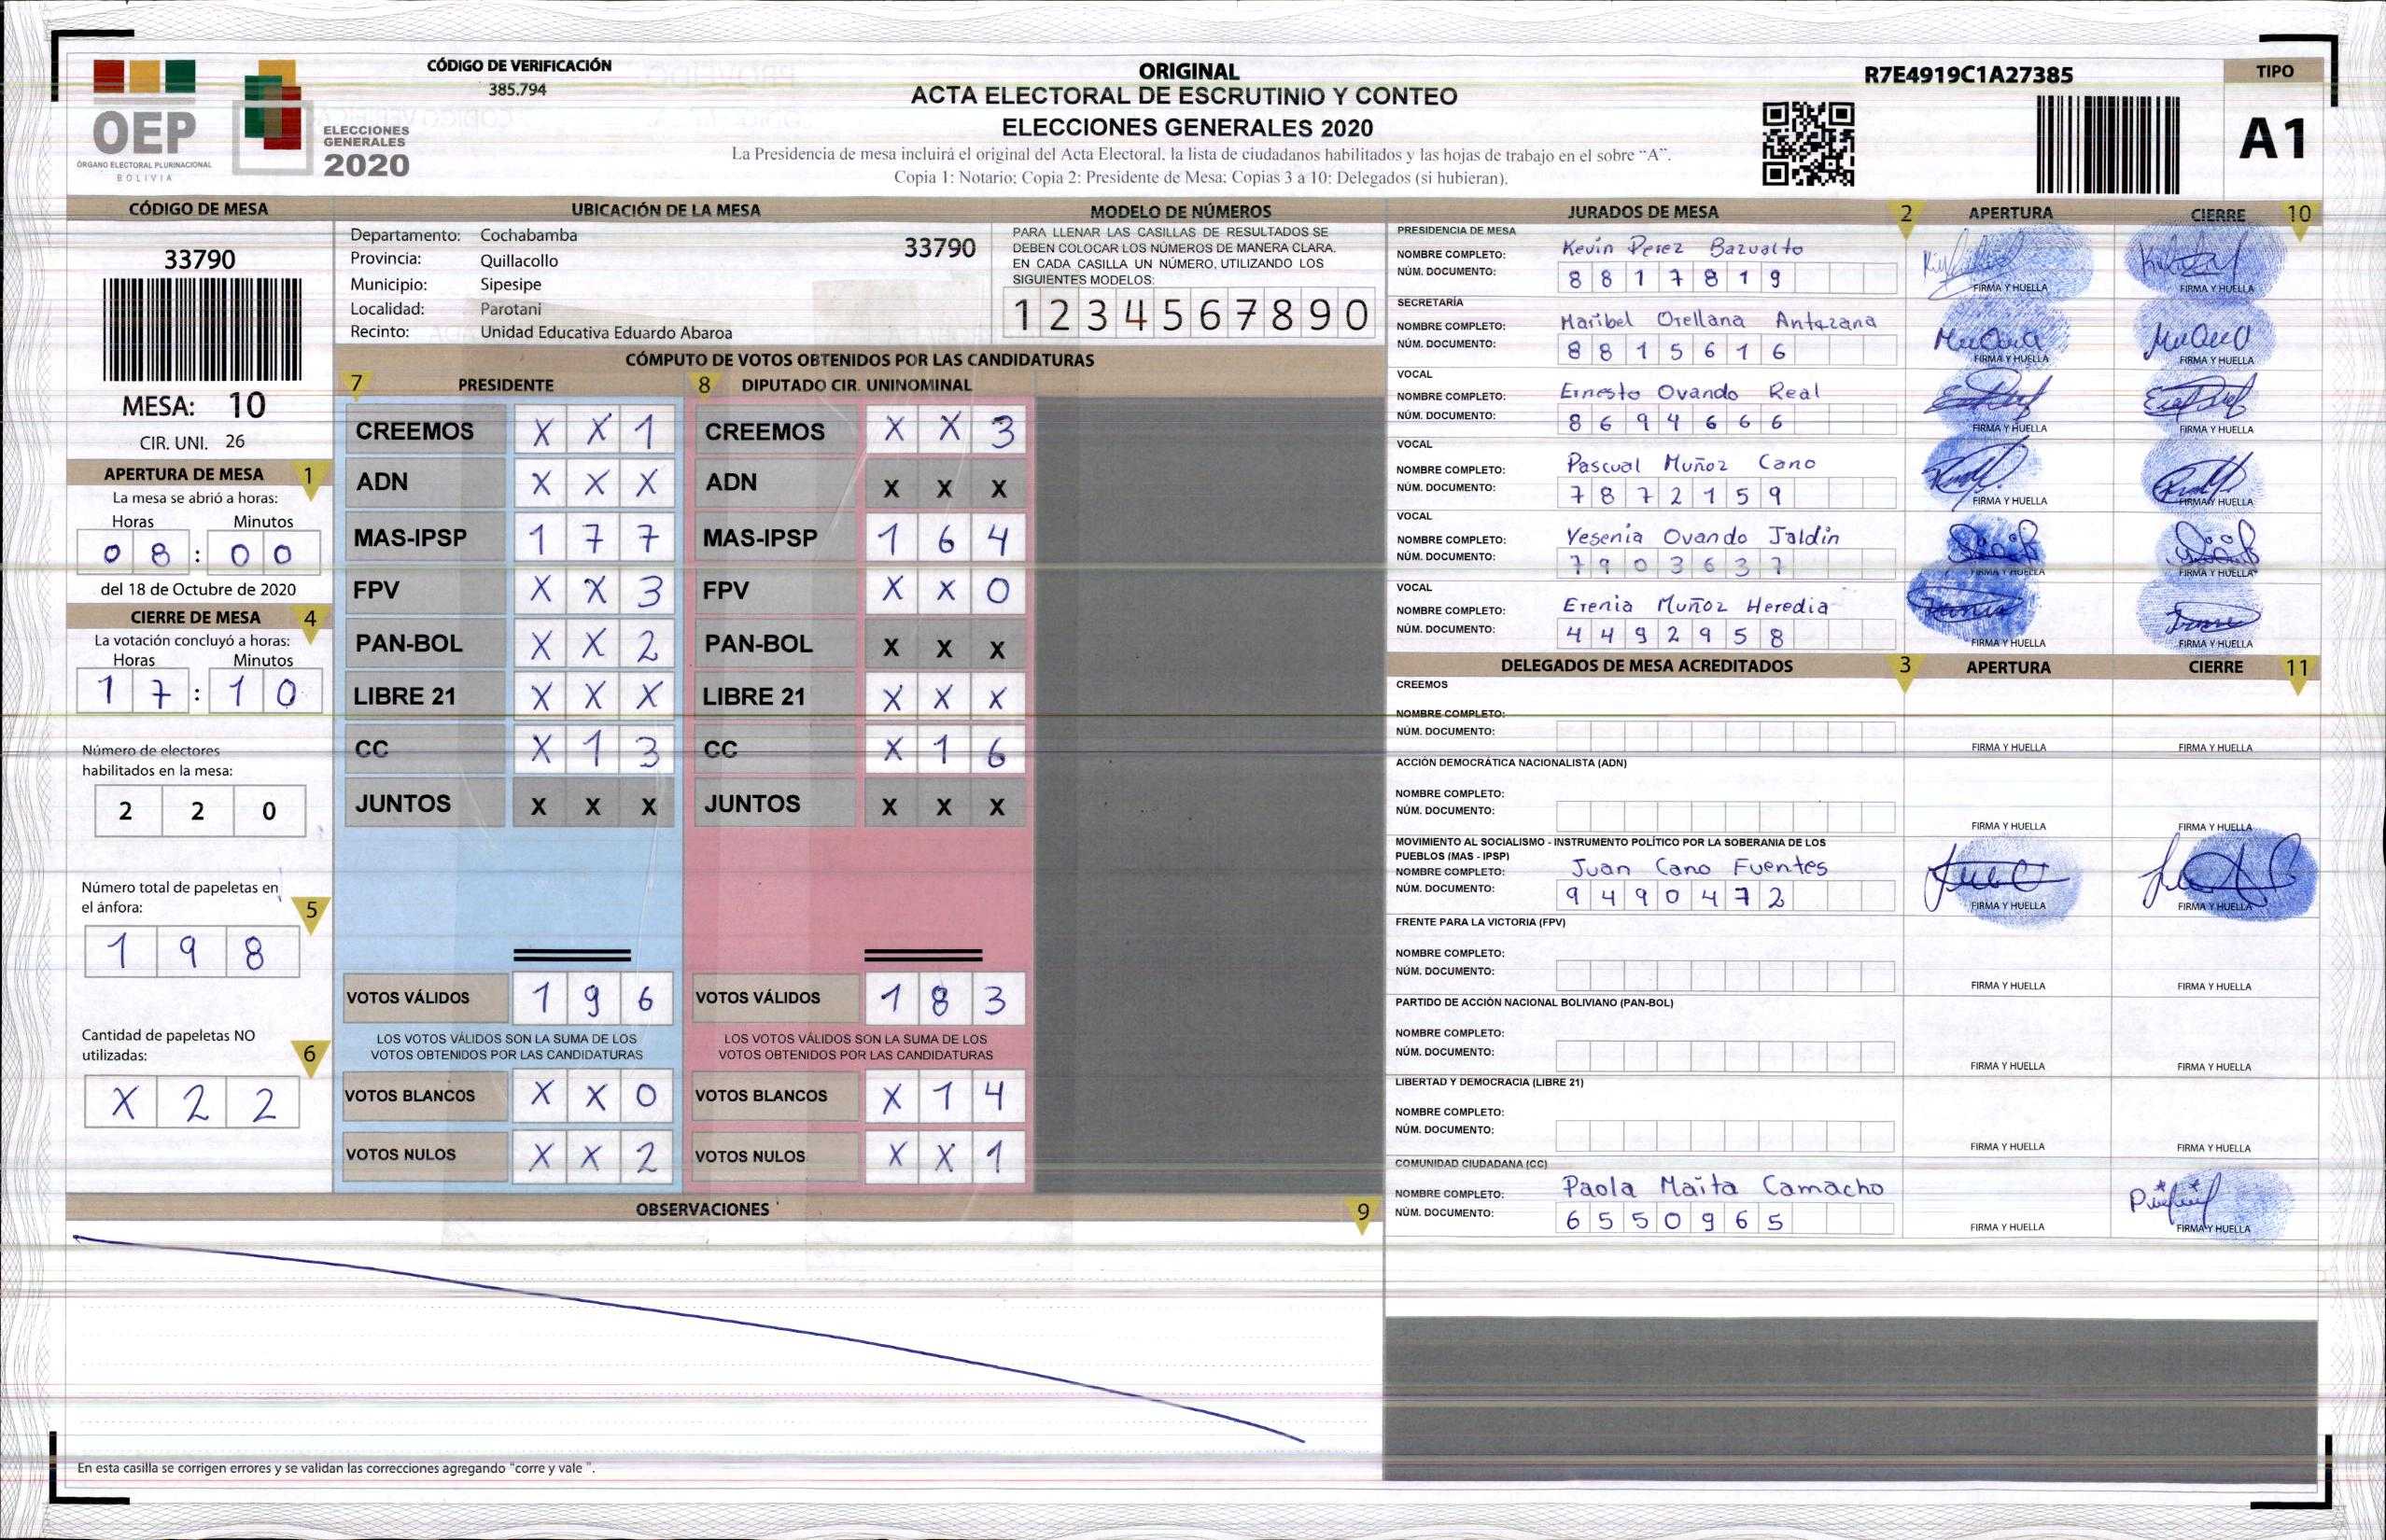 CÓDIGO DE VERIFICACIÓN
385.794
OEP
ÓRGANO ELECTORAL PLURINACIONAL
BOLIVIA
ELECCIONES
GENERALES
2020
ORIGINAL
ACTA ELECTORAL DE ESCRUTINIO Y CONTEO
ELECCIONES GENERALES 2020
La Presidencia de mesa incluirá el original del Acta Electoral, la lista de ciudadanos habilitados y las hojas de trabajo en el sobre "A".
Copia 1: Notario; Copia 2: Presidente de Mesa; Copias 3 a 10: Delegados (si hubieran).
R7E4919C1A27385
TIPO
A1
CÓDIGO DE MESA
33790
MESA: 10
CIR. UNI. 26
APERTURA DE MESA 1
La mesa se abrió a horas:
Horas Minutos
0 8 : 0 0
del 18 de Octubre de 2020
CIERRE DE MESA 4
La votación concluyó a horas:
Horas Minutos
1 7 : 1 0
Número de electores
habilitados en la mesa:
2 2 0
Número total de papeletas en
el ánfora:
5
1 9 8
Cantidad de papeletas NO
utilizadas:
6
X 2 2
UBICACIÓN DE LA MESA
Departamento: Cochabamba
33790
Provincia: Quillacollo
Municipio: Sipesipe
Localidad: Parotani
Recinto: Unidad Educativa Eduardo Abaroa
MODELO DE NÚMEROS
PARA LLENAR LAS CASILLAS DE RESULTADOS SE
DEBEN COLOCAR LOS NÚMEROS DE MANERA CLARA.
EN CADA CASILLA UN NÚMERO, UTILIZANDO LOS
SIGUIENTES MODELOS:
1 2 3 4 5 6 7 8 9 0
CÓMPUTO DE VOTOS OBTENIDOS POR LAS CANDIDATURAS
7 PRESIDENTE 8 DIPUTADO CIR. UNINOMINAL
CREEMOS X X 1 CREEMOS X X 3
ADN X X X ADN X X X
MAS-IPSP 1 7 7 MAS-IPSP 1 6 4
FPV X X 3 FPV X X 0
PAN-BOL X X 2 PAN-BOL X X X
LIBRE 21 X X X LIBRE 21 X X X
CC X 1 3 CC X 1 6
JUNTOS X X X JUNTOS X X X
VOTOS VÁLIDOS 1 9 6 VOTOS VÁLIDOS 1 8 3
LOS VOTOS VÁLIDOS SON LA SUMA DE LOS LOS VOTOS VÁLIDOS SON LA SUMA DE LOS
VOTOS OBTENIDOS POR LAS CANDIDATURAS VOTOS OBTENIDOS POR LAS CANDIDATURAS
VOTOS BLANCOS X X 0 VOTOS BLANCOS X 1 4
VOTOS NULOS X X 2 VOTOS NULOS X X 1
OBSERVACIONES 9
En esta casilla se corrigen errores y se validan las correcciones agregando "corre y vale ".
JURADOS DE MESA 2 APERTURA CIERRE 10
PRESIDENCIA DE MESA
NOMBRE COMPLETO: Kevin Perez Bazualto
NÚM. DOCUMENTO: 8 8 1 7 8 1 9
FIRMA Y HUELLA FIRMA Y HUELLA
SECRETARÍA
NOMBRE COMPLETO: Maribel Orellana Antezana
NÚM. DOCUMENTO: 8 8 1 5 6 1 6
FIRMA Y HUELLA FIRMA Y HUELLA
VOCAL
NOMBRE COMPLETO: Ernesto Ovando Real
NÚM. DOCUMENTO: 8 6 9 4 6 6 6
FIRMA Y HUELLA FIRMA Y HUELLA
VOCAL
NOMBRE COMPLETO: Pascual Muñoz Cano
NÚM. DOCUMENTO: 7 8 7 2 1 5 9
FIRMA Y HUELLA FIRMA Y HUELLA
VOCAL
NOMBRE COMPLETO: Yesenia Ovando Jaldin
NÚM. DOCUMENTO: 7 9 0 3 6 3 7
FIRMA Y HUELLA FIRMA Y HUELLA
VOCAL
NOMBRE COMPLETO: Erenia Muñoz Heredia
NÚM. DOCUMENTO: 4 4 9 2 9 5 8
FIRMA Y HUELLA FIRMA Y HUELLA
DELEGADOS DE MESA ACREDITADOS 3 APERTURA CIERRE 11
CREEMOS
NOMBRE COMPLETO:
NÚM. DOCUMENTO:
FIRMA Y HUELLA FIRMA Y HUELLA
ACCIÓN DEMOCRÁTICA NACIONALISTA (ADN)
NOMBRE COMPLETO:
NÚM. DOCUMENTO:
FIRMA Y HUELLA FIRMA Y HUELLA
MOVIMIENTO AL SOCIALISMO - INSTRUMENTO POLÍTICO POR LA SOBERANIA DE LOS
PUEBLOS (MAS - IPSP)
NOMBRE COMPLETO: Juan Cano Fuentes
NÚM. DOCUMENTO: 9 4 9 0 4 7 2
FIRMA Y HUELLA FIRMA Y HUELLA
FRENTE PARA LA VICTORIA (FPV)
NOMBRE COMPLETO:
NÚM. DOCUMENTO:
FIRMA Y HUELLA FIRMA Y HUELLA
PARTIDO DE ACCIÓN NACIONAL BOLIVIANO (PAN-BOL)
NOMBRE COMPLETO:
NÚM. DOCUMENTO:
FIRMA Y HUELLA FIRMA Y HUELLA
LIBERTAD Y DEMOCRACIA (LIBRE 21)
NOMBRE COMPLETO:
NÚM. DOCUMENTO:
FIRMA Y HUELLA FIRMA Y HUELLA
COMUNIDAD CIUDADANA (CC)
NOMBRE COMPLETO: Paola Maita Camacho
NÚM. DOCUMENTO: 6 5 5 0 9 6 5
FIRMA Y HUELLA FIRMA Y HUELLA